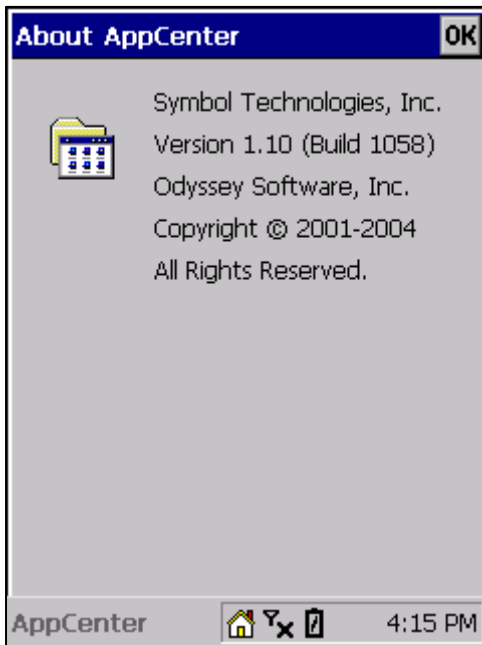 About AppCenter OK
Symbol Technologies, Inc.
Version 1.10 (Build 1058)
Odyssey Software, Inc.
Copyright © 2001-2004
All Rights Reserved.
AppCenter 4:15 PM